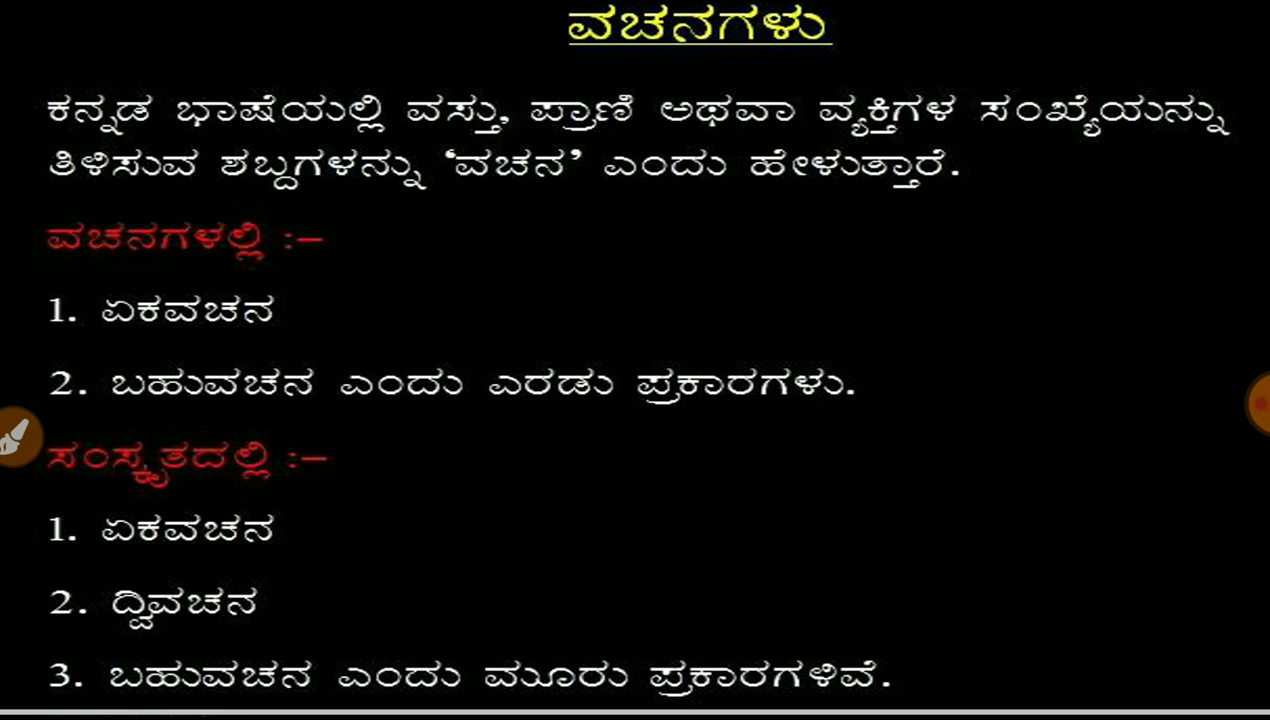 ವಚನಗಳು
ಕನ್ನಡ ಭಾಷೆಯಲ್ಲಿ ವಸ್ತು, ಪ್ರಾಣಿ ಅಥವಾ ವ್ಯಕ್ತಿಗಳ ಸಂಖ್ಯೆಯನ್ನು
ತಿಳಿಸುವ ಶಬ್ದಗಳನ್ನು ‘ವಚನ’ ಎಂದು ಹೇಳುತ್ತಾರೆ.
ವಚನಗಳಲ್ಲಿ :–
1. ಏಕವಚನ
2. ಬಹುವಚನ ಎಂದು ಎರಡು ಪ್ರಕಾರಗಳು.
ಸಂಸ್ಕೃತದಲ್ಲಿ :–
1. ಏಕವಚನ
2. ದ್ವಿವಚನ
3. ಬಹುವಚನ ಎಂದು ಮೂರು ಪ್ರಕಾರಗಳಿವೆ.